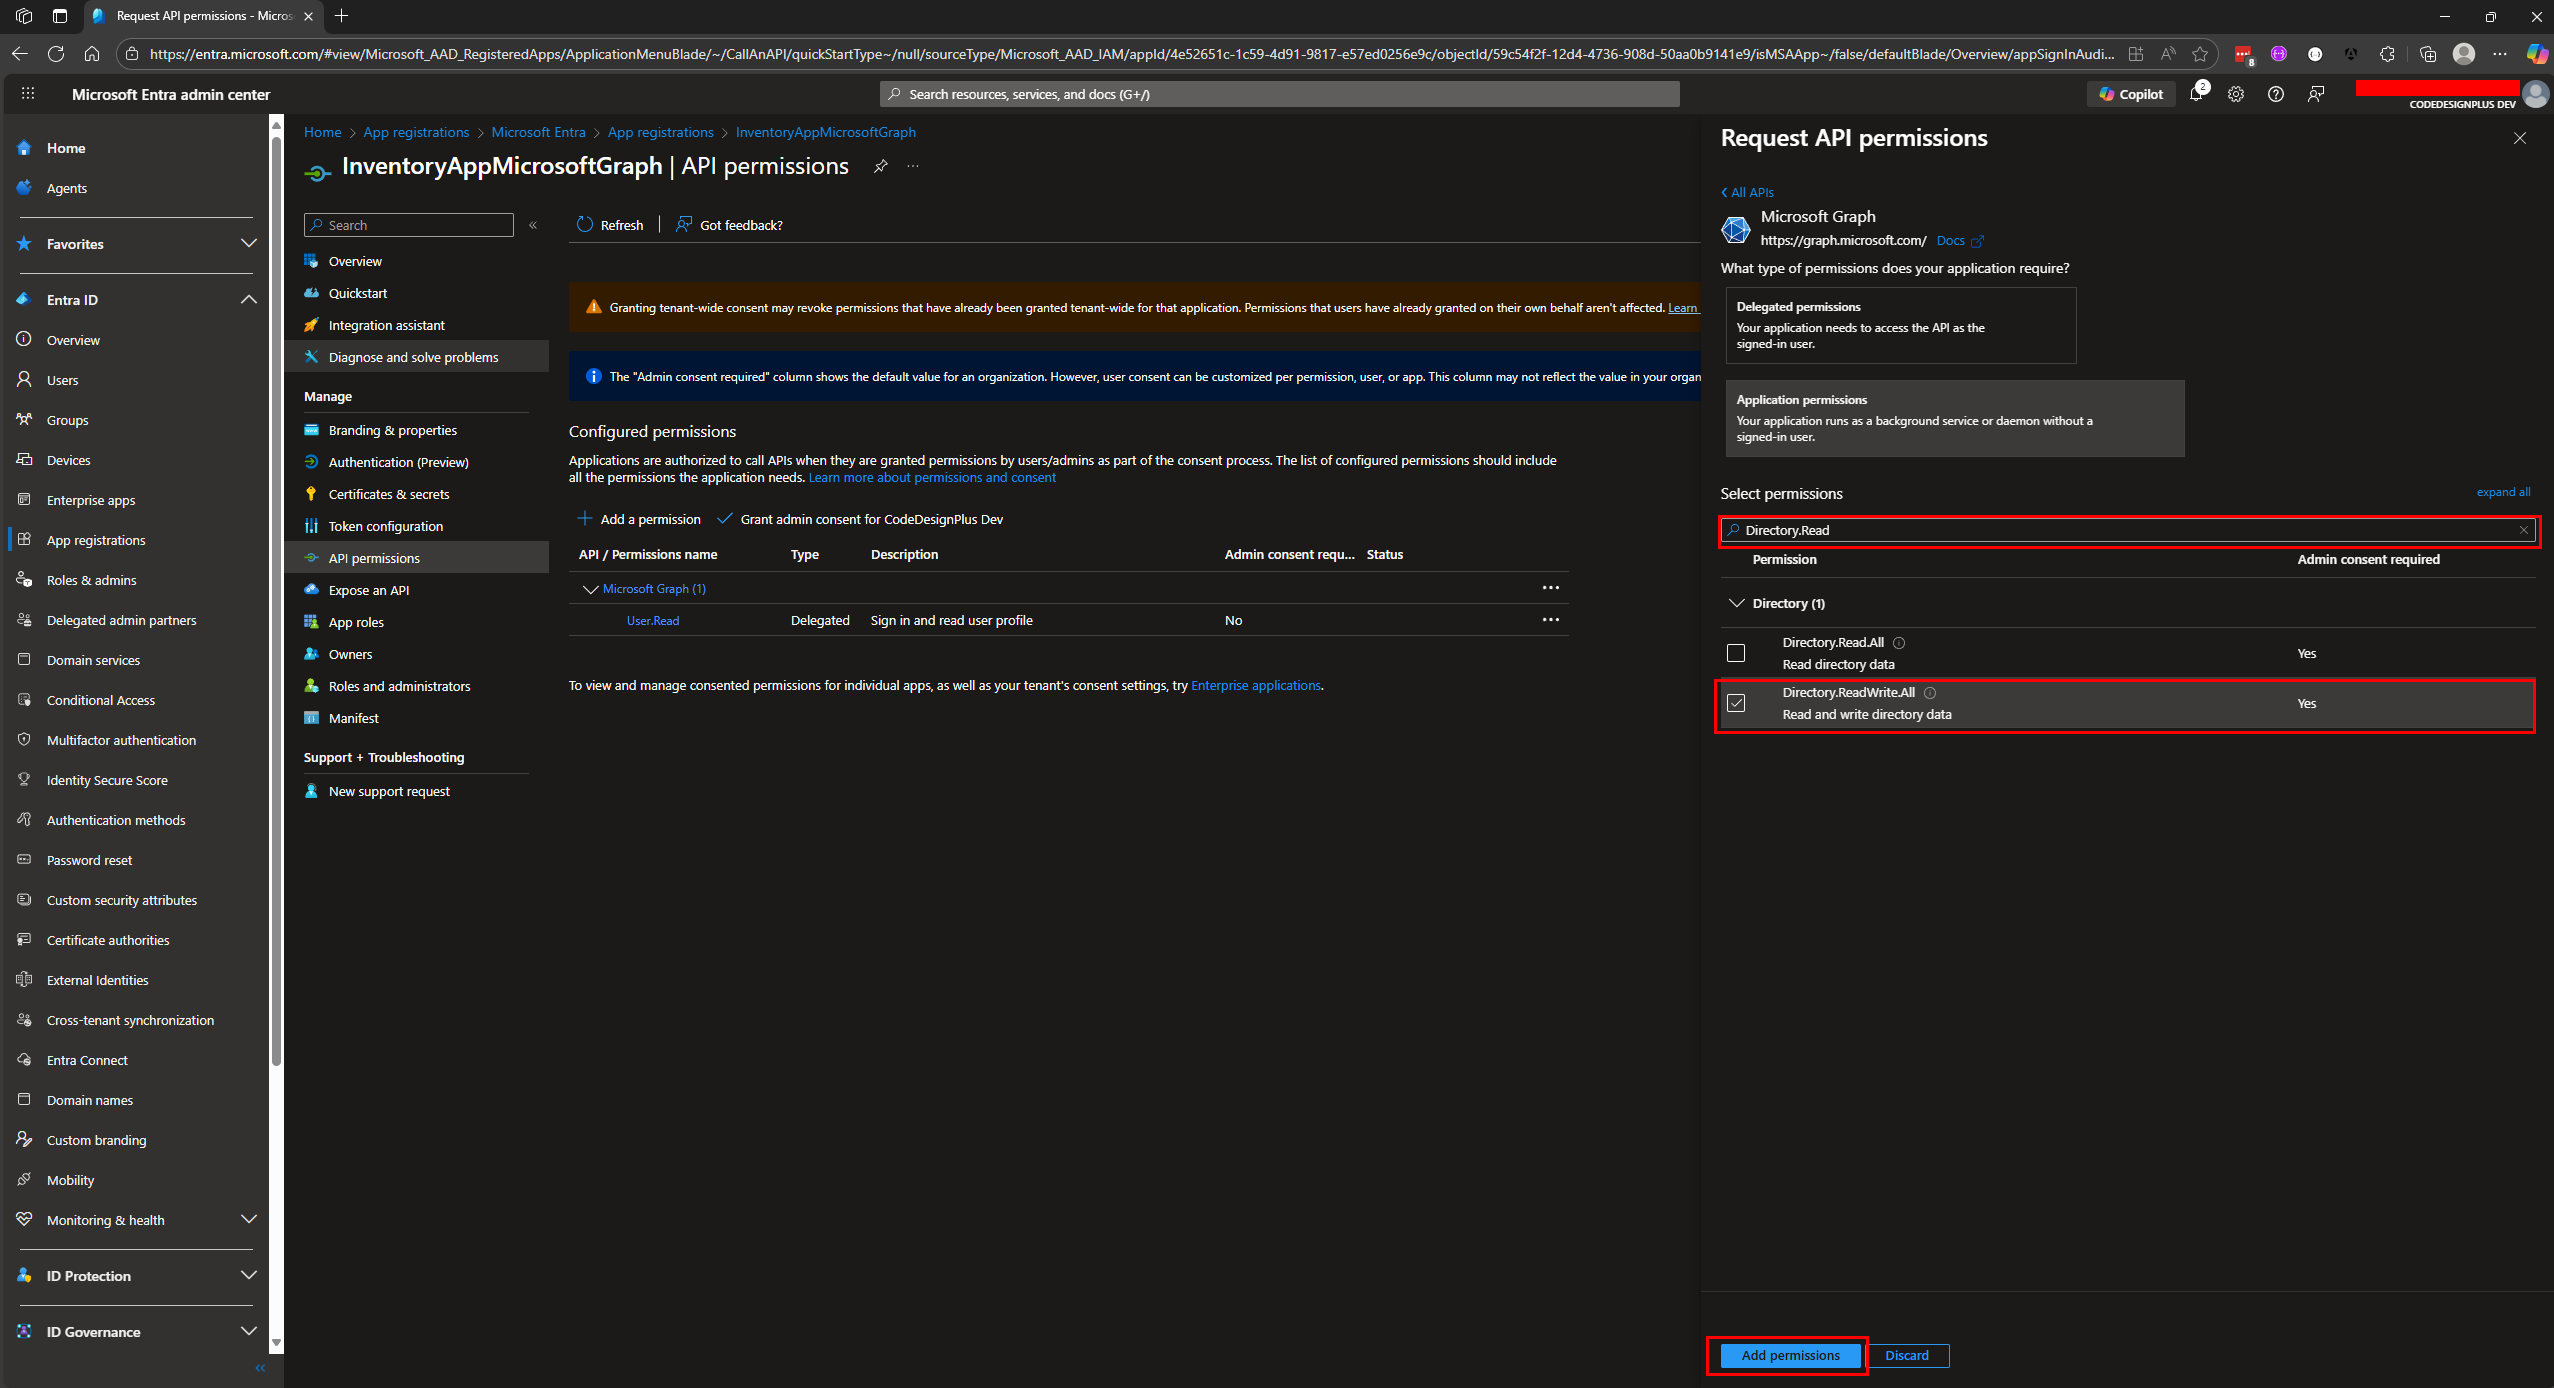 Request API permissions - Micros
https://entra.microsoft.com/#view/Microsoft_AAD_RegisteredApps/ApplicationMenuBlade/~/CallAnAPI/quickStartType~/null/sourceType/Microsoft_AAD_IAM/appId/4e52651c-1c59-4d91-9817-e57ed0256e9c/objectId/59c54f2f-12d4-4736-908d-50aa0b9141e9/isMSAApp~/false/defaultBlade/Overview/appSignInAudi...
8
Microsoft Entra admin center
Search resources, services, and docs (G+/)
Copilot
2
CODEDESIGNPLUS DEV
Home
Agents
Favorites
Entra ID
Overview
Users
Groups
Devices
Enterprise apps
App registrations
Roles & admins
Delegated admin partners
Domain services
Conditional Access
Multifactor authentication
Identity Secure Score
Authentication methods
Password reset
Custom security attributes
Certificate authorities
External Identities
Cross-tenant synchronization
Entra Connect
Domain names
Custom branding
Mobility
Monitoring & health
ID Protection
ID Governance
Home > App registrations > Microsoft Entra > App registrations > InventoryAppMicrosoftGraph
InventoryAppMicrosoftGraph | API permissions
Search
Overview
Quickstart
Integration assistant
Diagnose and solve problems
Manage
Branding & properties
Authentication (Preview)
Certificates & secrets
Token configuration
API permissions
Expose an API
App roles
Owners
Roles and administrators
Manifest
Support + Troubleshooting
New support request
Refresh
Got feedback?
Granting tenant-wide consent may revoke permissions that have already been granted tenant-wide for that application. Permissions that users have already granted on their own behalf aren't affected. Learn
The "Admin consent required" column shows the default value for an organization. However, user consent can be customized per permission, user, or app. This column may not reflect the value in your organ
Configured permissions
Applications are authorized to call APIs when they are granted permissions by users/admins as part of the consent process. The list of configured permissions should include
all the permissions the application needs. Learn more about permissions and consent
Add a permission
Grant admin consent for CodeDesignPlus Dev
API / Permissions name Type Description Admin consent requ... Status
Microsoft Graph (1)
User.Read Delegated Sign in and read user profile No
To view and manage consented permissions for individual apps, as well as your tenant's consent settings, try Enterprise applications.
Request API permissions
All APIs
Microsoft Graph
https://graph.microsoft.com/ Docs
What type of permissions does your application require?
Delegated permissions
Your application needs to access the API as the
signed-in user.
Application permissions
Your application runs as a background service or daemon without a
signed-in user.
Select permissions
expand all
Directory.Read
Permission Admin consent required
Directory (1)
Directory.Read.All
Read directory data
Yes
Directory.ReadWrite.All
Read and write directory data
Yes
Add permissions
Discard